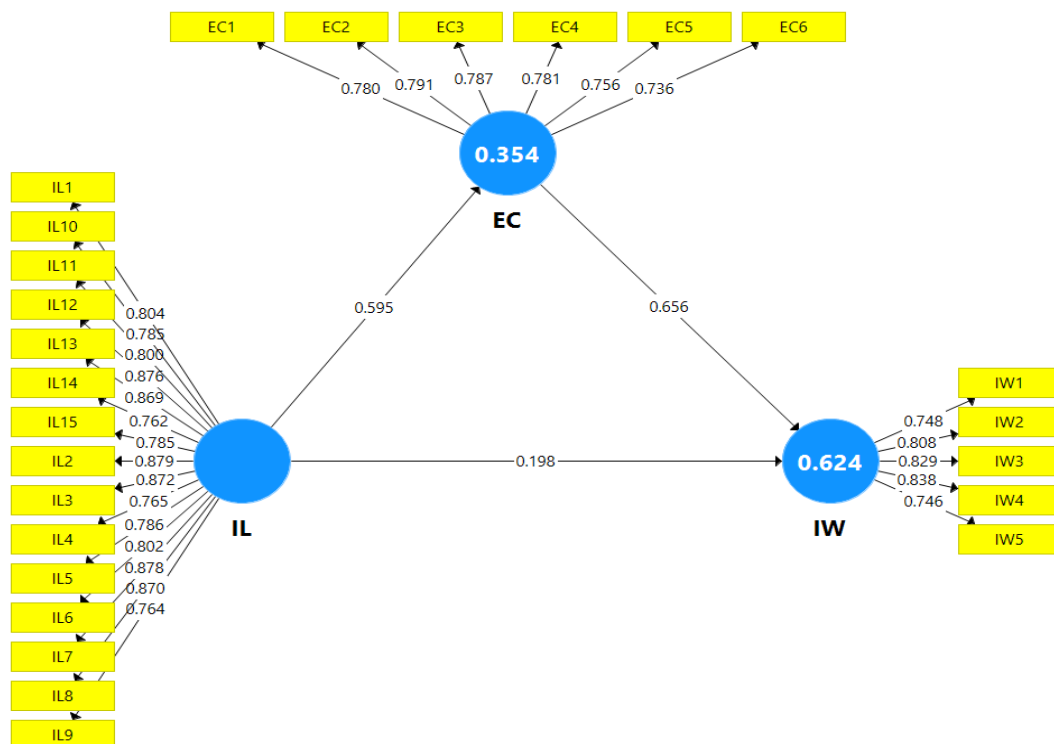 EC1 EC2 EC3 EC4 EC5 EC6
0.780 0.791 0.787 0.781 0.756 0.736
0.354
EC
IL1
IL10
IL11
IL12
IL13
IL14
IL15
IL2
IL3
IL4
IL5
IL6
IL7
IL8
IL9
0.804
0.785
0.800
0.876
0.869
0.762
0.785
0.879
0.872
0.765
0.786
0.802
0.878
0.870
0.764
IL
0.595
0.656
0.198
0.624
IW
0.748
0.808
0.829
0.838
0.746
IW1
IW2
IW3
IW4
IW5